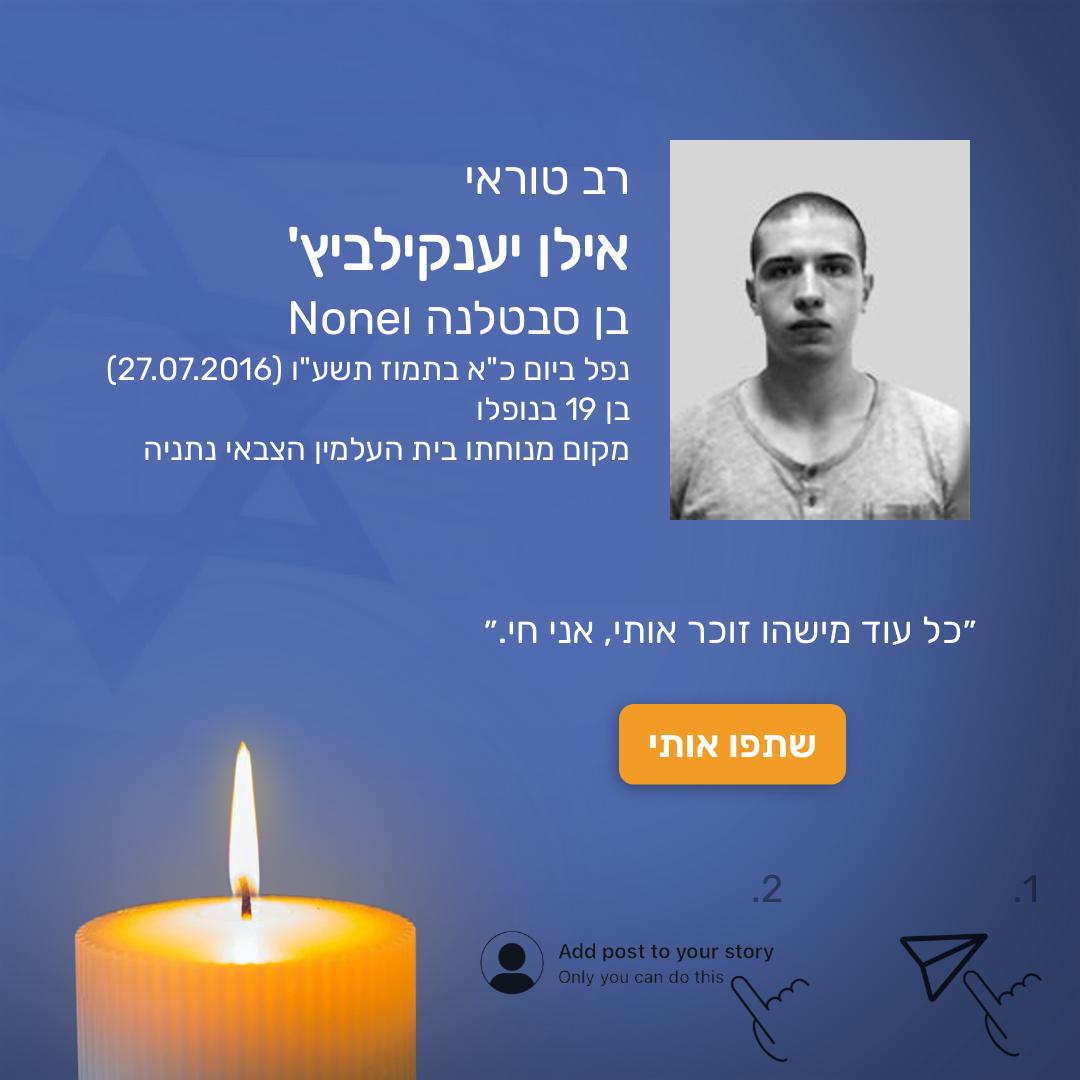 רב טוראי
אילן יענקילביץ'
בן סבטלנה וNone
נפל ביום כ"א בתמוז תשע"ו (27.07.2016)
בן 19 בנופלו
מקום מנוחתו בית העלמין הצבאי נתניה
״כל עוד מישהו זוכר אותי, אני חי.״
שתפו אותי
1.
2.
Add post to your story
Only you can do this